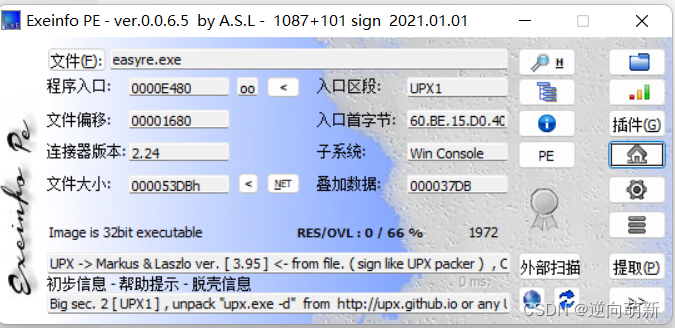 Exeinfo PE - ver.0.0.6.5 by A.S.L - 1087+101 sign 2021.01.01
文件(F): easyre.exe H
程序入口: 0000E480 oo < 入口区段: UPX1
文件偏移: 00001680 入口首字节: 60.BE.15.D0.40 插件(G)
连接器版本: 2.24 子系统: Win Console PE
文件大小: 000053DBh < NET 叠加数据: 000037DB
Image is 32bit executable RES/OVL : 0 / 66 % 1972
Exeinfo Pe
UPX -> Markus & Laszlo ver. [ 3.95 ] <- from file. ( sign like UPX packer ) , 外部扫描 提取(P)
初步信息 - 帮助提示 - 脱壳信息 0 ms.
Big sec. 2 [ UPX1 ] , unpack "upx.exe -d" from http://upx.github.io or any >>
CSDN @逆向萌新